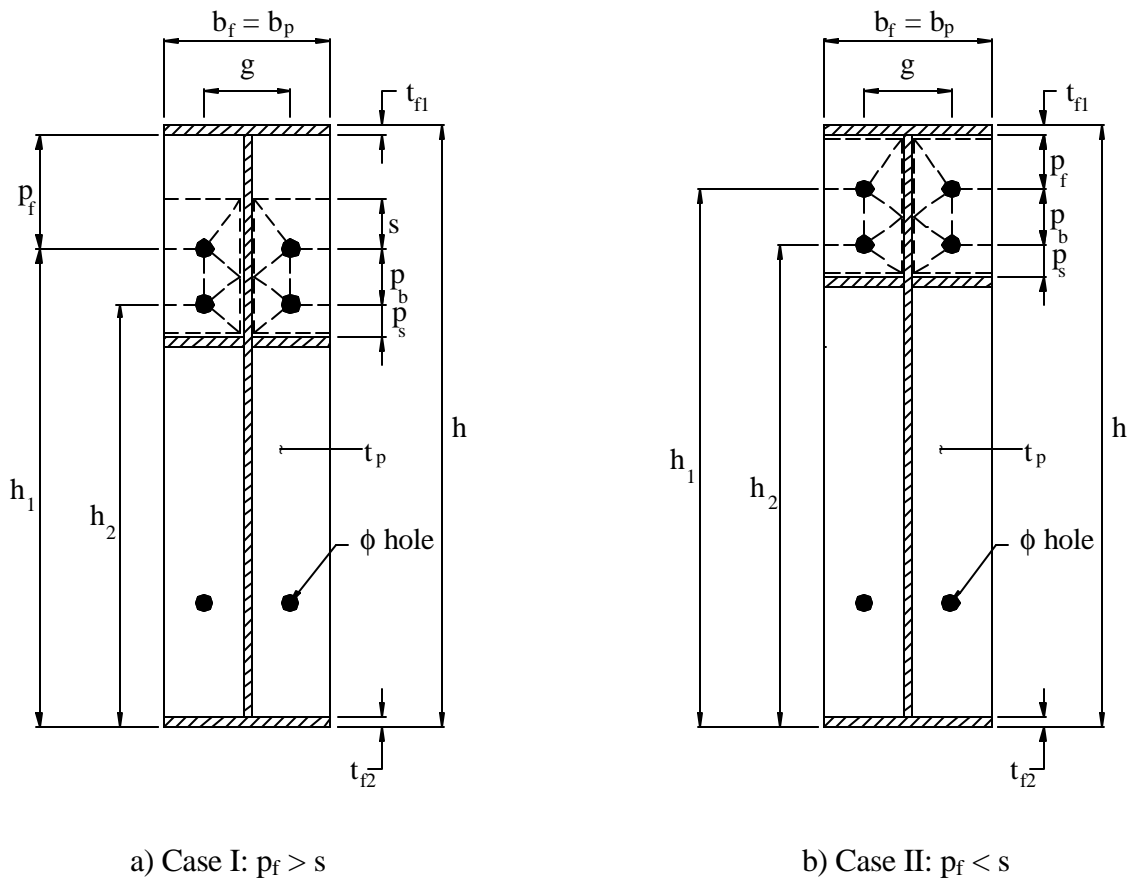 b_f = b_p
g
t_f1
p_f
s
p_b
p_s
h
h_1
h_2
t_p
ϕ hole
t_f2
a) Case I: p_f > s
b_f = b_p
g
t_f1
p_f
p_b
p_s
h
h_1
h_2
t_p
ϕ hole
t_f2
b) Case II: p_f < s